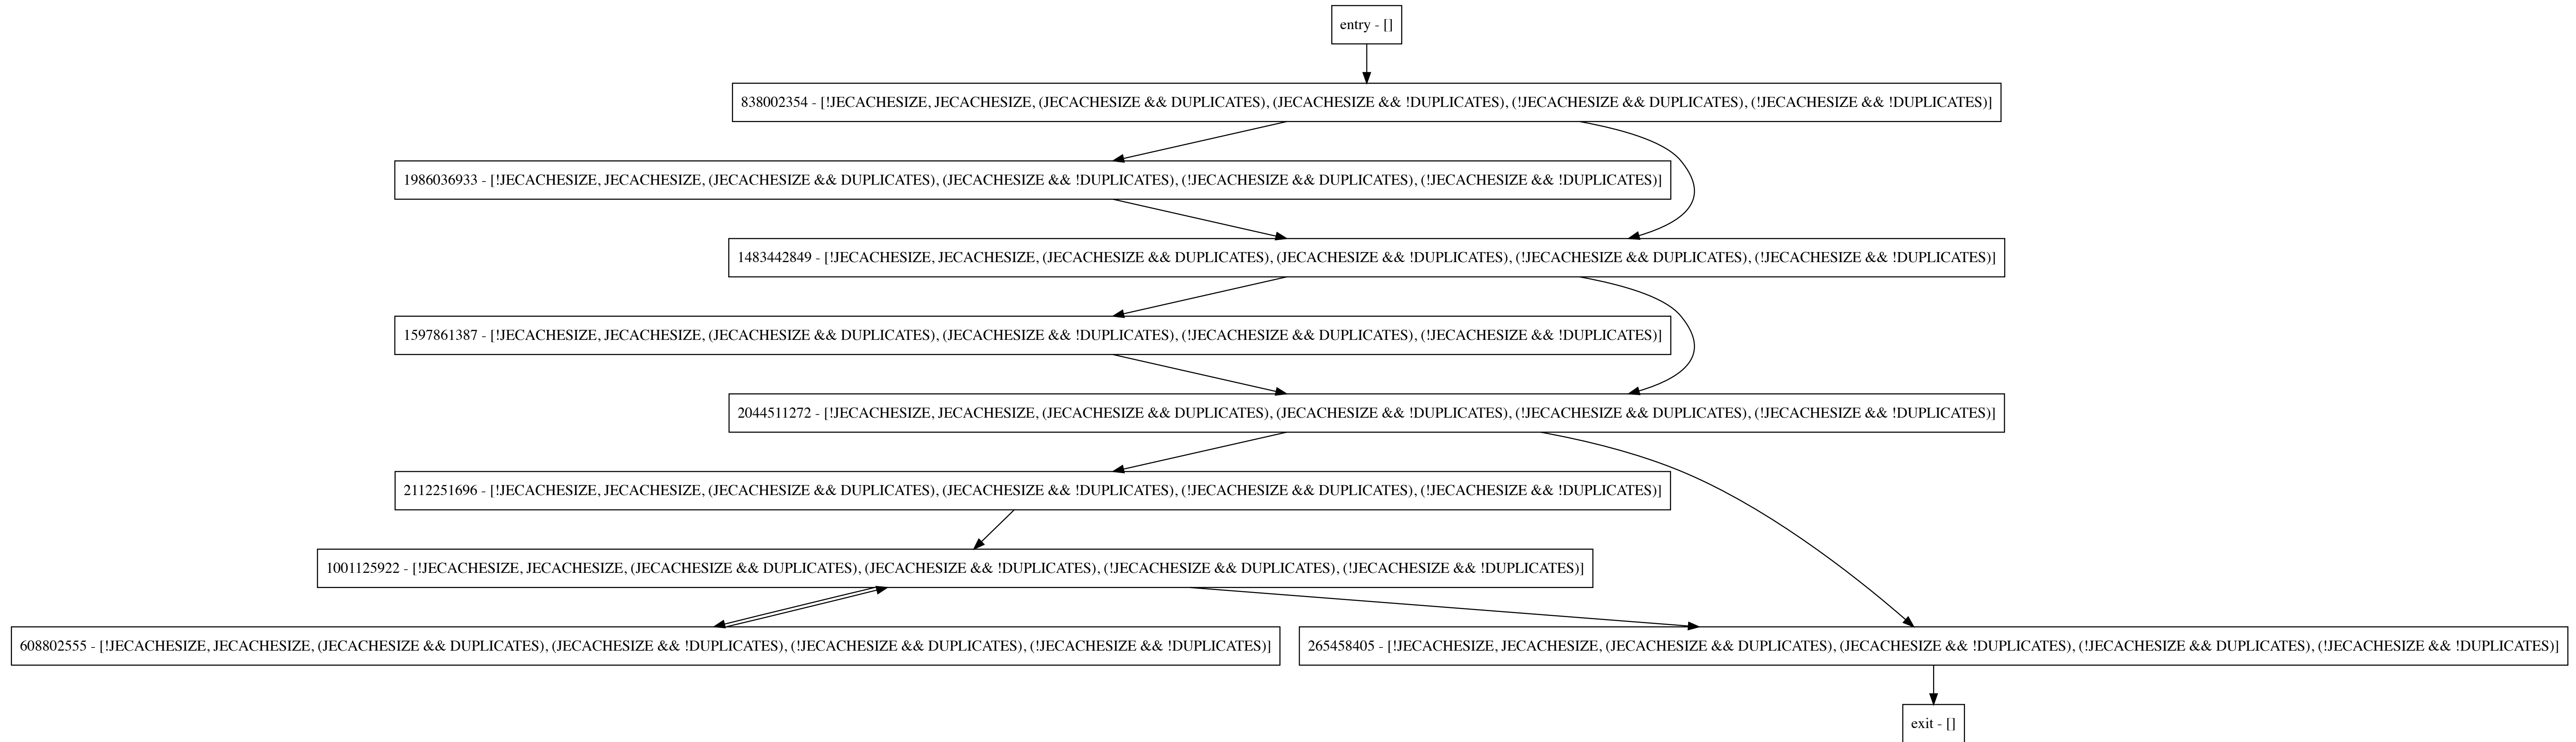 entry - []
838002354 - [!JECACHESIZE, JECACHESIZE, (JECACHESIZE && DUPLICATES), (JECACHESIZE && !DUPLICATES), (!JECACHESIZE && DUPLICATES), (!JECACHESIZE && !DUPLICATES)]
1986036933 - [!JECACHESIZE, JECACHESIZE, (JECACHESIZE && DUPLICATES), (JECACHESIZE && !DUPLICATES), (!JECACHESIZE && DUPLICATES), (!JECACHESIZE && !DUPLICATES)]
1483442849 - [!JECACHESIZE, JECACHESIZE, (JECACHESIZE && DUPLICATES), (JECACHESIZE && !DUPLICATES), (!JECACHESIZE && DUPLICATES), (!JECACHESIZE && !DUPLICATES)]
1597861387 - [!JECACHESIZE, JECACHESIZE, (JECACHESIZE && DUPLICATES), (JECACHESIZE && !DUPLICATES), (!JECACHESIZE && DUPLICATES), (!JECACHESIZE && !DUPLICATES)]
2044511272 - [!JECACHESIZE, JECACHESIZE, (JECACHESIZE && DUPLICATES), (JECACHESIZE && !DUPLICATES), (!JECACHESIZE && DUPLICATES), (!JECACHESIZE && !DUPLICATES)]
2112251696 - [!JECACHESIZE, JECACHESIZE, (JECACHESIZE && DUPLICATES), (JECACHESIZE && !DUPLICATES), (!JECACHESIZE && DUPLICATES), (!JECACHESIZE && !DUPLICATES)]
1001125922 - [!JECACHESIZE, JECACHESIZE, (JECACHESIZE && DUPLICATES), (JECACHESIZE && !DUPLICATES), (!JECACHESIZE && DUPLICATES), (!JECACHESIZE && !DUPLICATES)]
608802555 - [!JECACHESIZE, JECACHESIZE, (JECACHESIZE && DUPLICATES), (JECACHESIZE && !DUPLICATES), (!JECACHESIZE && DUPLICATES), (!JECACHESIZE && !DUPLICATES)]
265458405 - [!JECACHESIZE, JECACHESIZE, (JECACHESIZE && DUPLICATES), (JECACHESIZE && !DUPLICATES), (!JECACHESIZE && DUPLICATES), (!JECACHESIZE && !DUPLICATES)]
exit - []